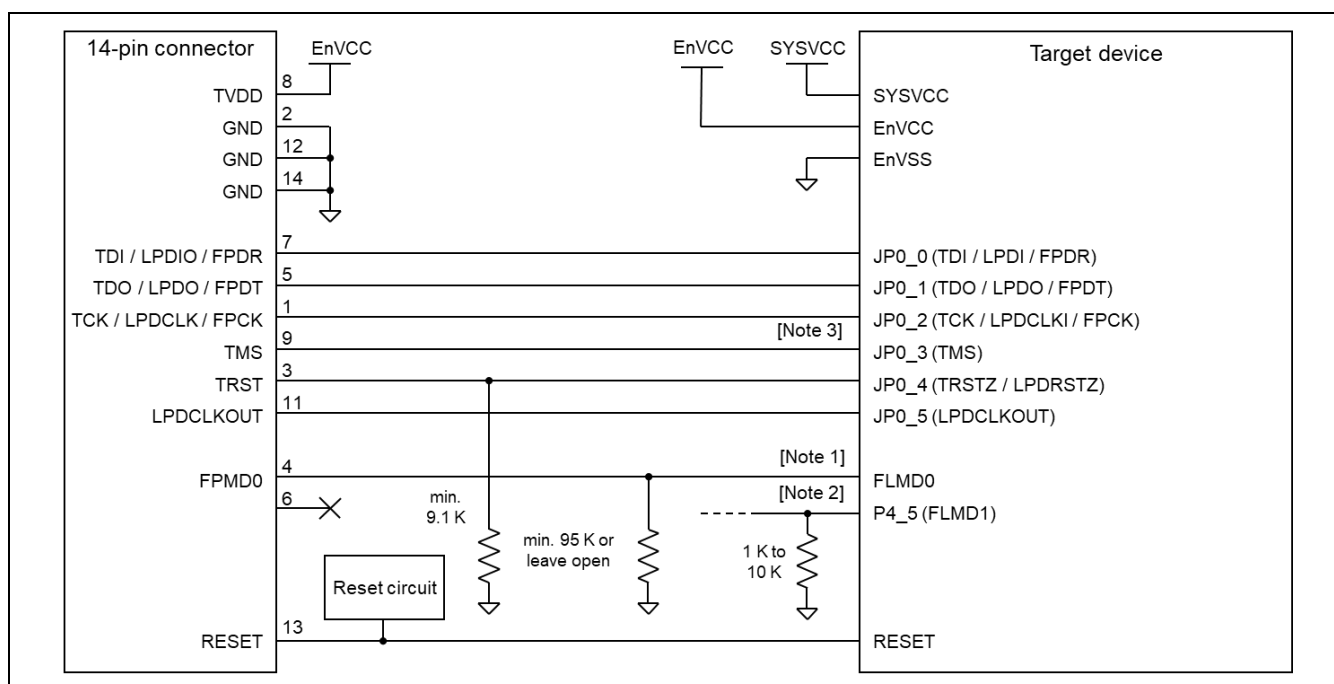 14-pin connector
EnVCC
EnVCC
SYSVCC
Target device
TVDD
8
SYSVCC
GND
2
EnVCC
GND
12
EnVSS
GND
14
TDI / LPDIO / FPDR
7
JP0_0 (TDI / LPDI / FPDR)
TDO / LPDO / FPDT
5
JP0_1 (TDO / LPDO / FPDT)
TCK / LPDCLK / FPCK
1
JP0_2 (TCK / LPDCLKI / FPCK)
[Note 3]
TMS
9
JP0_3 (TMS)
TRST
3
JP0_4 (TRSTZ / LPDRSTZ)
LPDCLKOUT
11
JP0_5 (LPDCLKOUT)
[Note 1]
FPMD0
4
FLMD0
6
[Note 2]
P4_5 (FLMD1)
min.
9.1 K
min. 95 K or
leave open
1 K to
10 K
Reset circuit
RESET
13
RESET